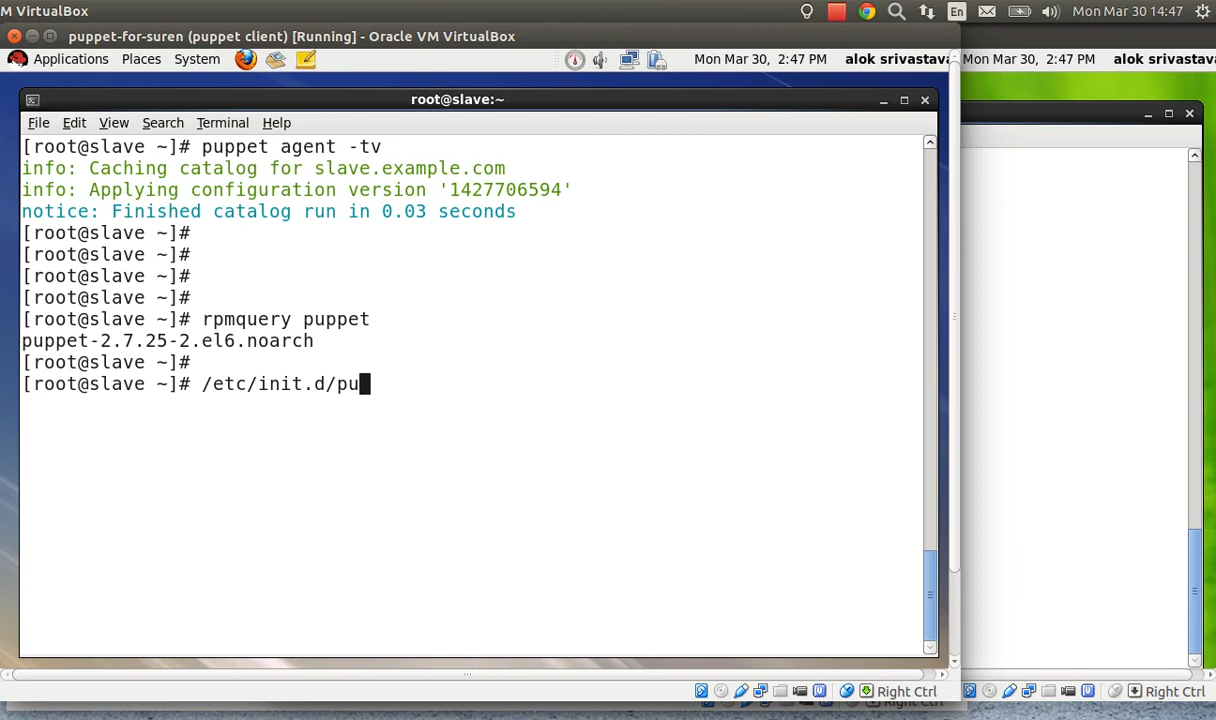 M VirtualBox
En
Mon Mar 30 14:47
puppet-for-suren (puppet client) [Running] - Oracle VM VirtualBox
Applications Places System
Mon Mar 30, 2:47 PM
alok srivastava
Mon Mar 30, 2:47 PM
alok srivastava
root@slave:~
File Edit View Search Terminal Help
[root@slave ~]# puppet agent -tv
info: Caching catalog for slave.example.com
info: Applying configuration version '1427706594'
notice: Finished catalog run in 0.03 seconds
[root@slave ~]#
[root@slave ~]#
[root@slave ~]#
[root@slave ~]#
[root@slave ~]# rpmquery puppet
puppet-2.7.25-2.el6.noarch
[root@slave ~]#
[root@slave ~]# /etc/init.d/pu
Right Ctrl
Right Ctrl
Right Ctrl